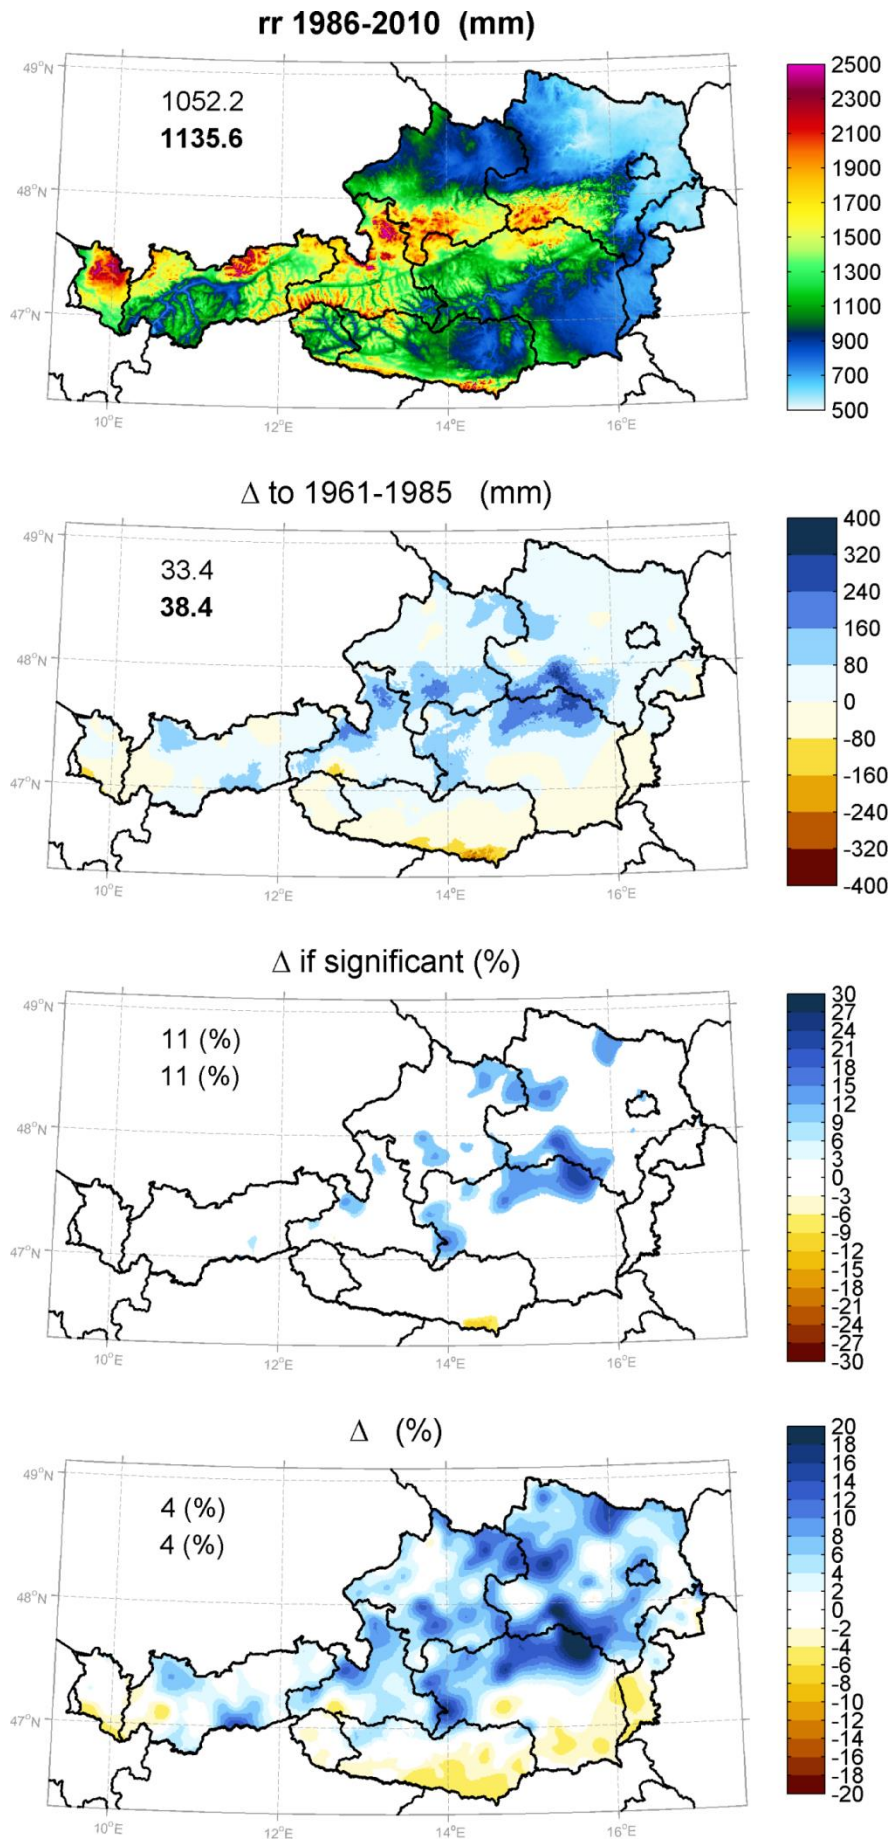 rr 1986-2010 (mm)
49°N
48°N
47°N
1052.2
1135.6
10°E
12°E
14°E
16°E
2500
2300
2100
1900
1700
1500
1300
1100
900
700
500
Δ to 1961-1985 (mm)
49°N
48°N
47°N
33.4
38.4
10°E
12°E
14°E
16°E
400
320
240
160
80
0
-80
-160
-240
-320
-400
Δ if significant (%)
49°N
48°N
47°N
11 (%)
11 (%)
10°E
12°E
14°E
16°E
30
27
24
21
18
15
12
9
6
3
0
-3
-6
-9
-12
-15
-18
-21
-24
-27
-30
Δ (%)
49°N
48°N
47°N
4 (%)
4 (%)
10°E
12°E
14°E
16°E
20
18
16
14
12
10
8
6
4
2
0
-2
-4
-6
-8
-10
-12
-14
-16
-18
-20